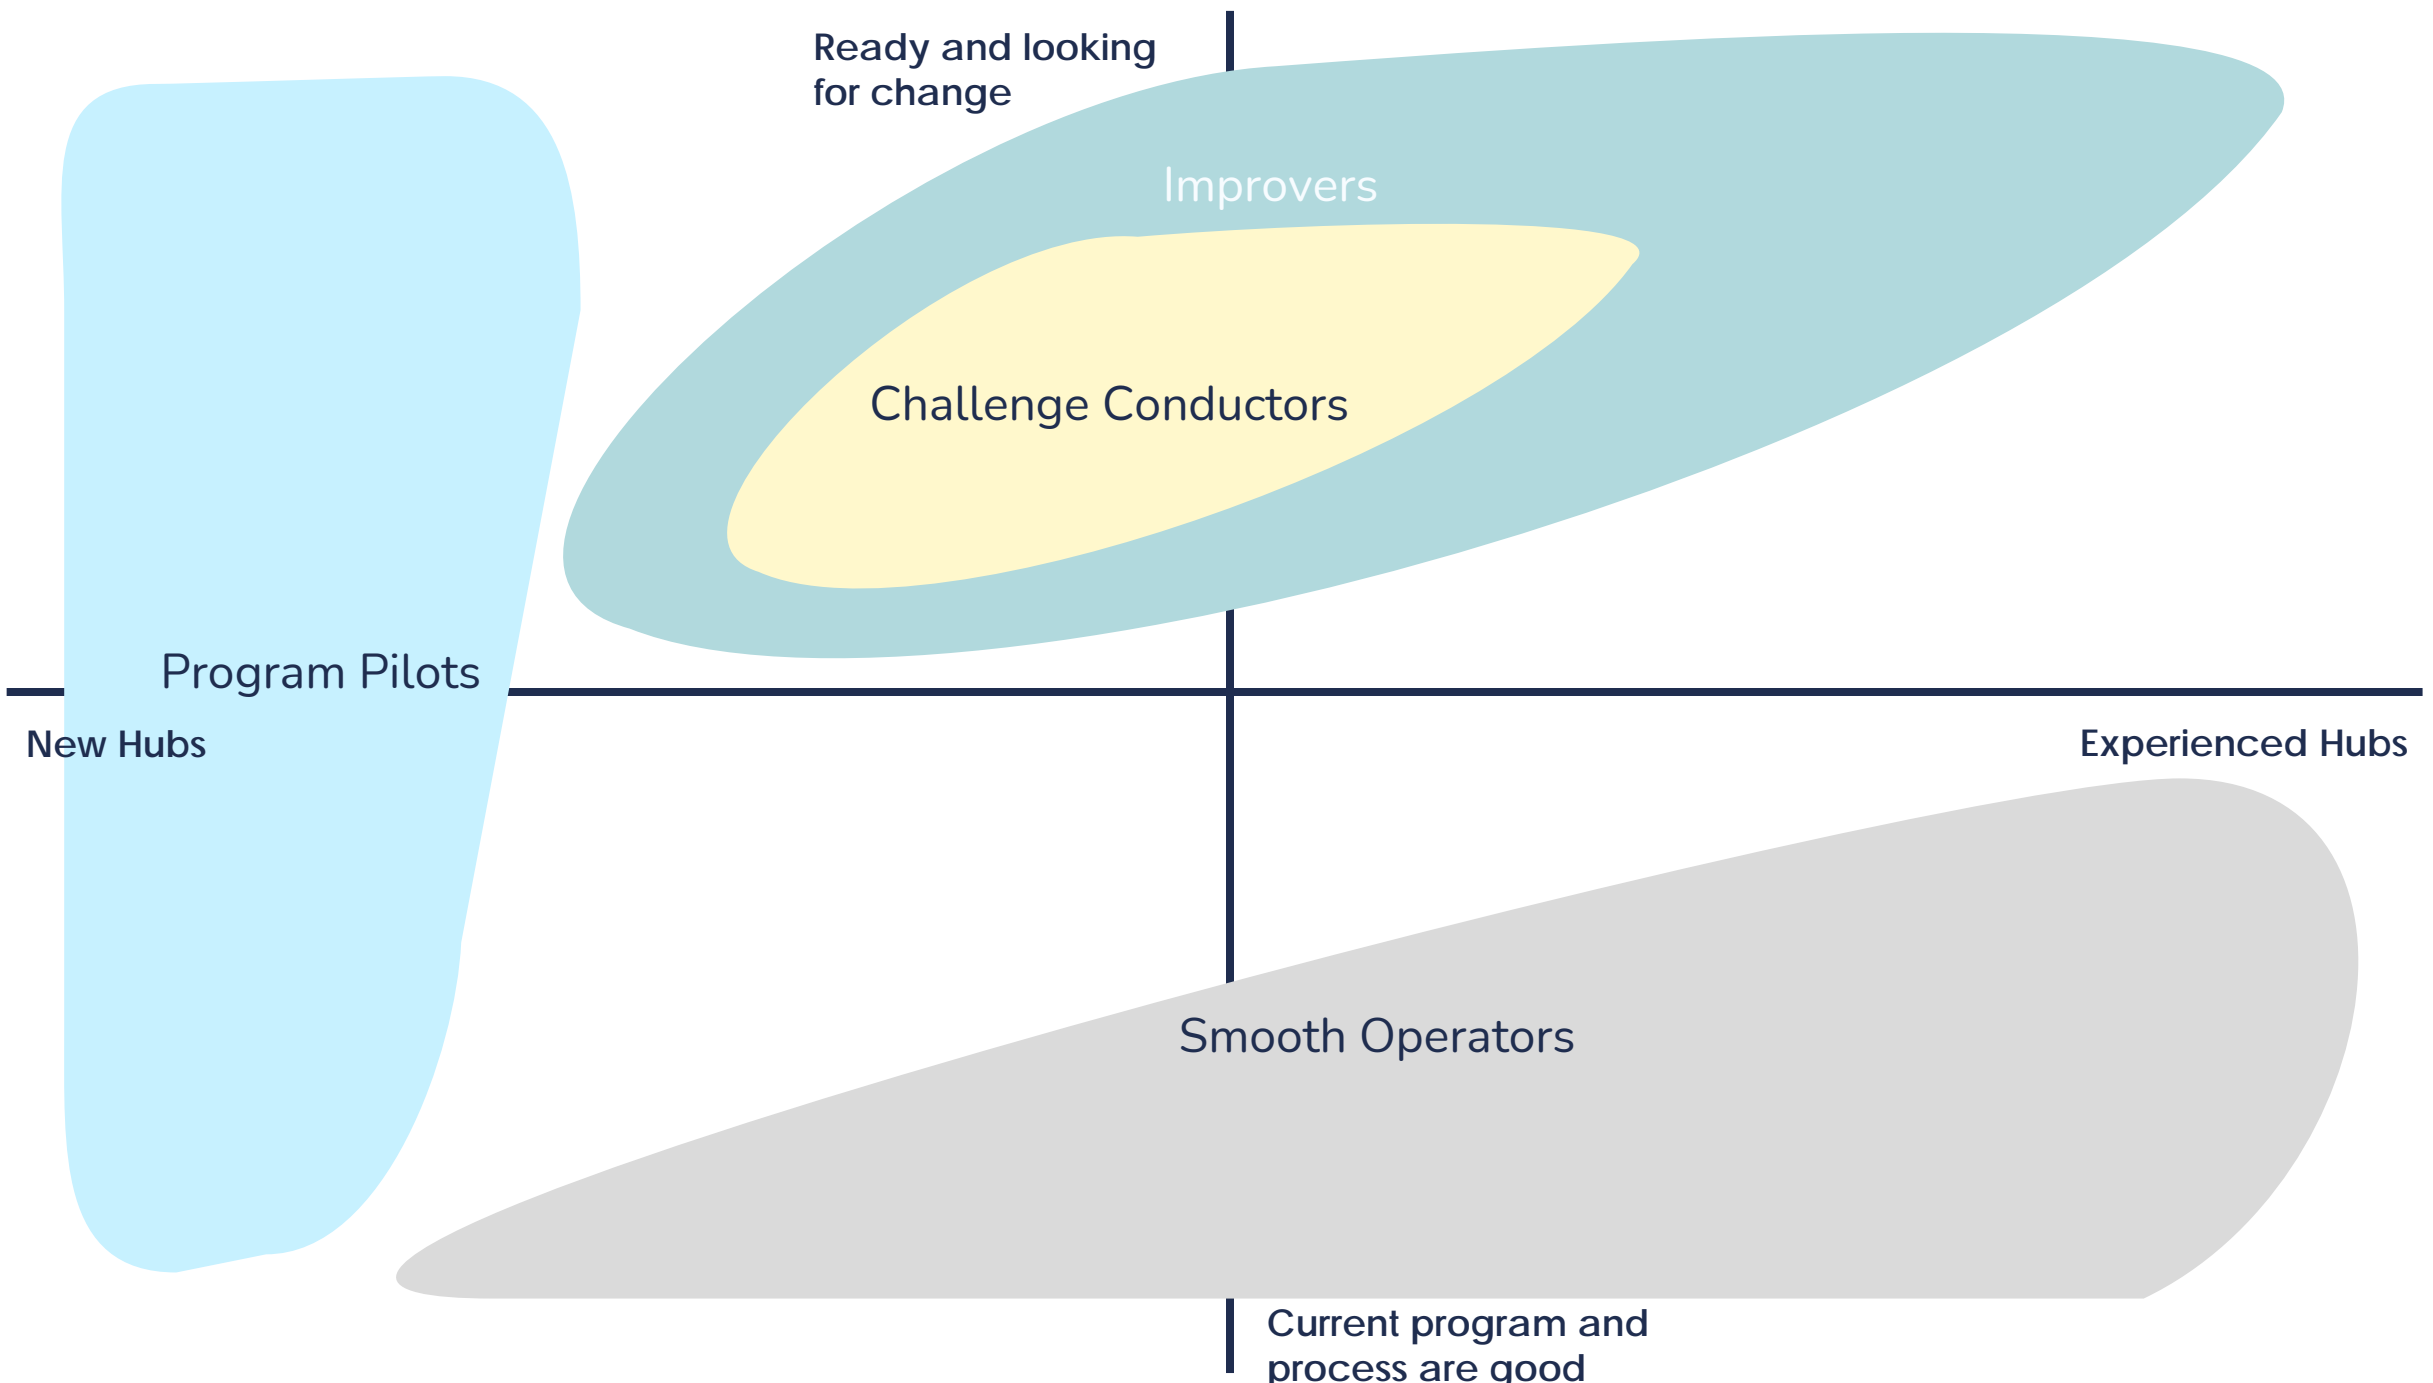 Ready and looking
for change
Improvers
Challenge Conductors
Program Pilots
New Hubs
Experienced Hubs
Smooth Operators
Current program and
process are good